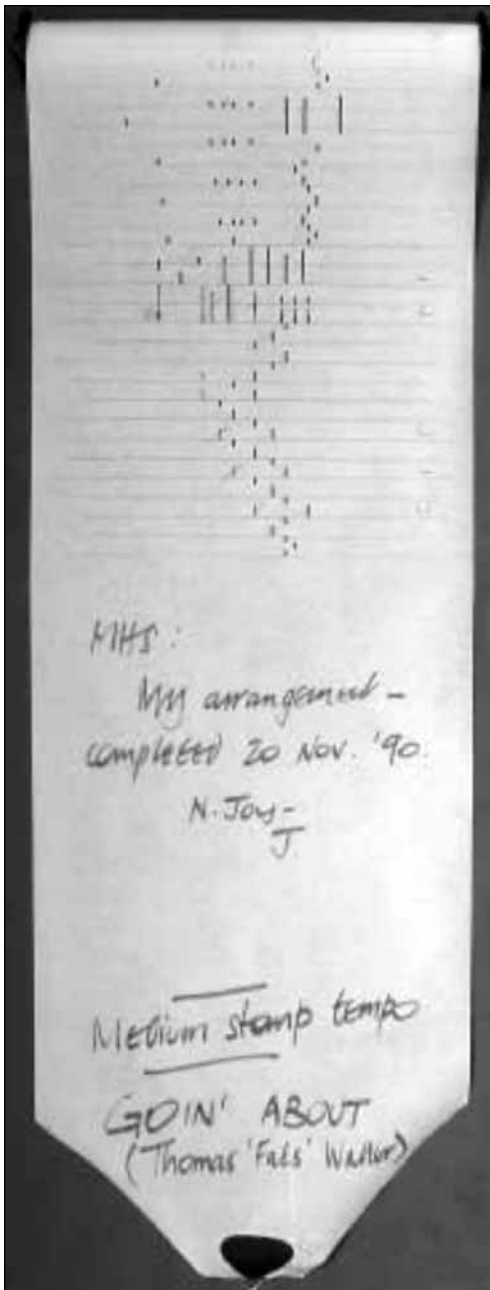 MHS:
My arrangement -
completed 20 Nov. '90.
N. Joy -
J.
Medium stomp tempo
GOIN' ABOUT
(Thomas 'Fats' Waller)